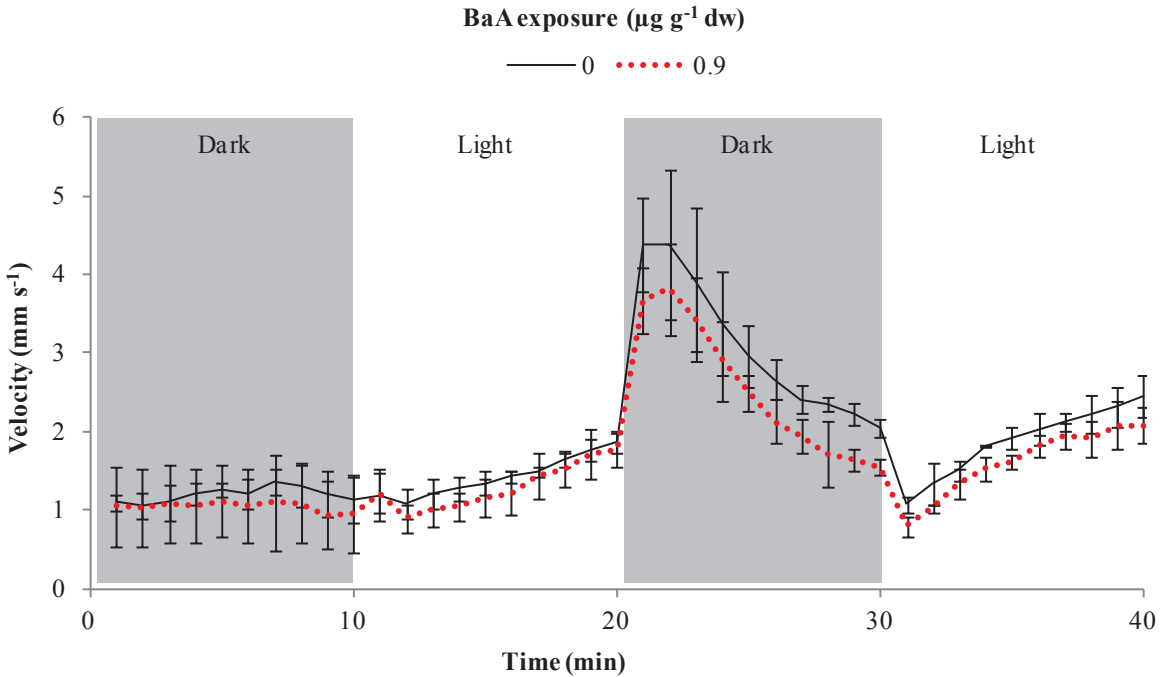 BaA exposure (µg g⁻¹ dw)
0 0.9
Dark Light Dark Light
6
5
4
3
2
1
0
Velocity (mm s⁻¹)
0 10 20 30 40
Time (min)